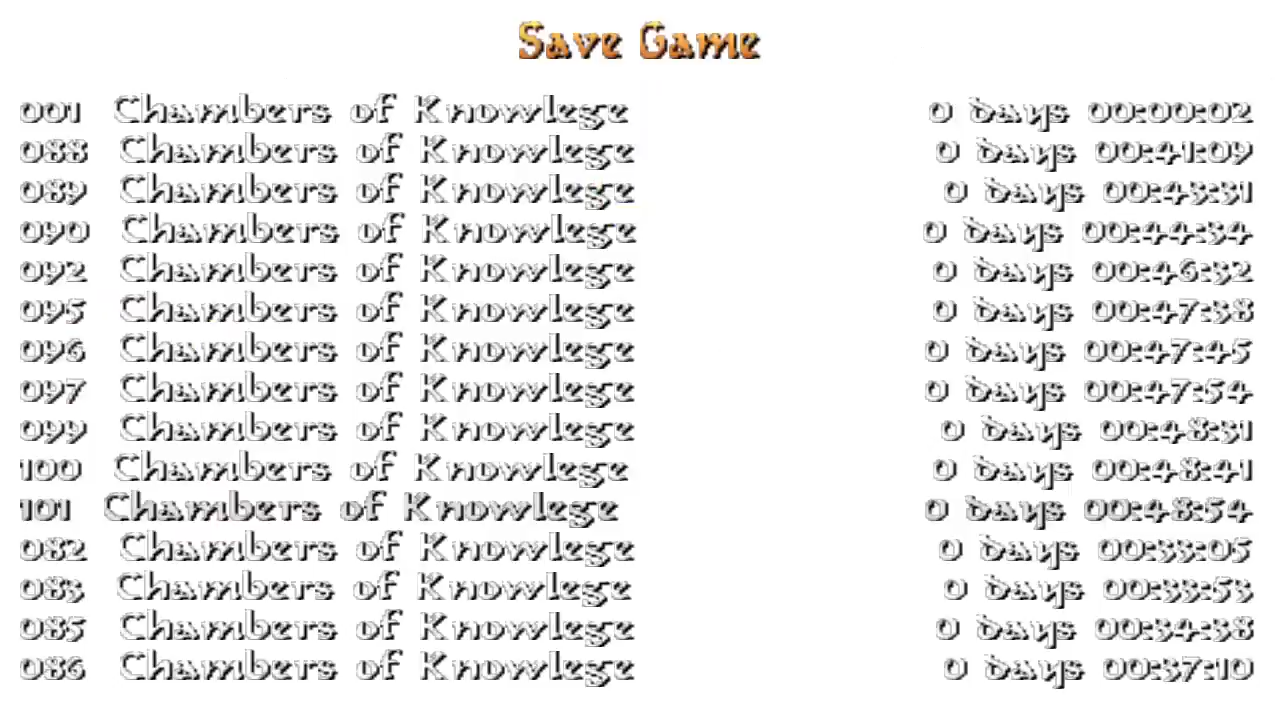 Save Game
001 Chambers of Knowlege 0 days 00:00:02
088 Chambers of Knowlege 0 days 00:41:09
089 Chambers of Knowlege 0 days 00:43:31
090 Chambers of Knowlege 0 days 00:44:34
092 Chambers of Knowlege 0 days 00:46:32
095 Chambers of Knowlege 0 days 00:47:38
096 Chambers of Knowlege 0 days 00:47:45
097 Chambers of Knowlege 0 days 00:47:54
099 Chambers of Knowlege 0 days 00:48:31
100 Chambers of Knowlege 0 days 00:48:41
101 Chambers of Knowlege 0 days 00:48:54
082 Chambers of Knowlege 0 days 00:33:05
083 Chambers of Knowlege 0 days 00:33:53
085 Chambers of Knowlege 0 days 00:34:38
086 Chambers of Knowlege 0 days 00:37:10